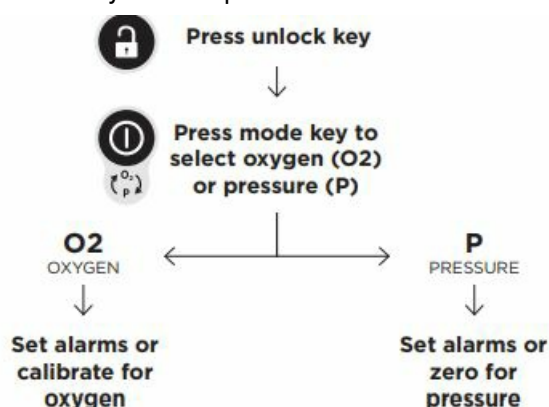 Press unlock key
Press mode key to
select oxygen (O2)
or pressure (P)
O₂
P
O2
OXYGEN
P
PRESSURE
Set alarms or
calibrate for
oxygen
Set alarms or
zero for
pressure